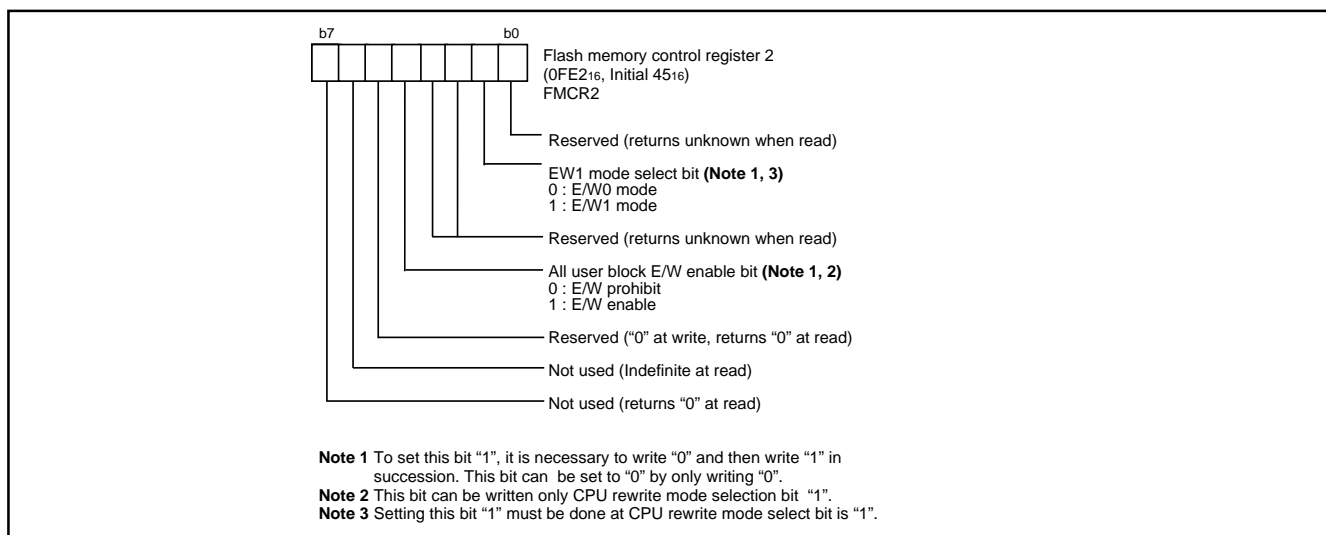 b7 b0
Flash memory control register 2
(0FE216, Initial 4516)
FMCR2
Reserved (returns unknown when read)
EW1 mode select bit (Note 1, 3)
0 : E/W0 mode
1 : E/W1 mode
Reserved (returns unknown when read)
All user block E/W enable bit (Note 1, 2)
0 : E/W prohibit
1 : E/W enable
Reserved (“0” at write, returns “0” at read)
Not used (Indefinite at read)
Not used (returns “0” at read)
Note 1 To set this bit “1”, it is necessary to write “0” and then write “1” in
succession. This bit can be set to “0” by only writing “0”.
Note 2 This bit can be written only CPU rewrite mode selection bit “1”.
Note 3 Setting this bit “1” must be done at CPU rewrite mode select bit is “1”.